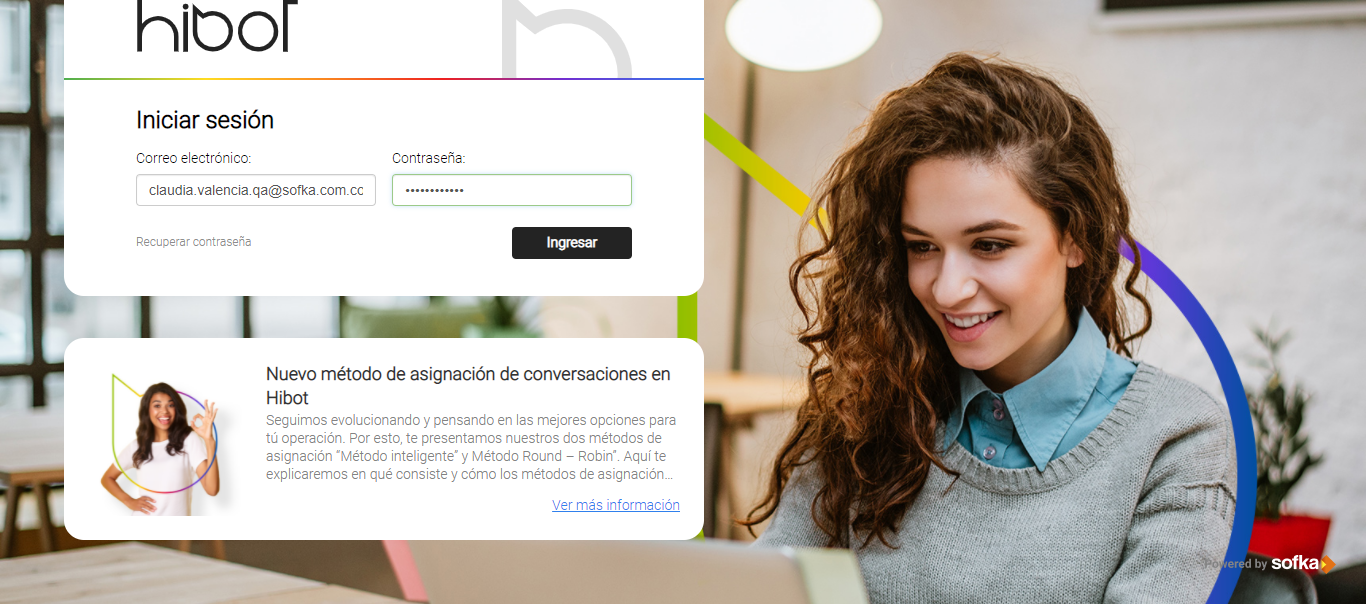 hibot
Iniciar sesión
Correo electrónico:
Contraseña:
claudia.valencia.qa@sofka.com.cc
••••••••••••
Recuperar contraseña
Ingresar
Nuevo método de asignación de conversaciones en
Hibot
Seguimos evolucionando y pensando en las mejores opciones para
tú operación. Por esto, te presentamos nuestros dos métodos de
asignación “Método inteligente” y Método Round – Robin”. Aquí te
explicaremos en qué consiste y cómo los métodos de asignación...
Ver más información
Powered by sofka